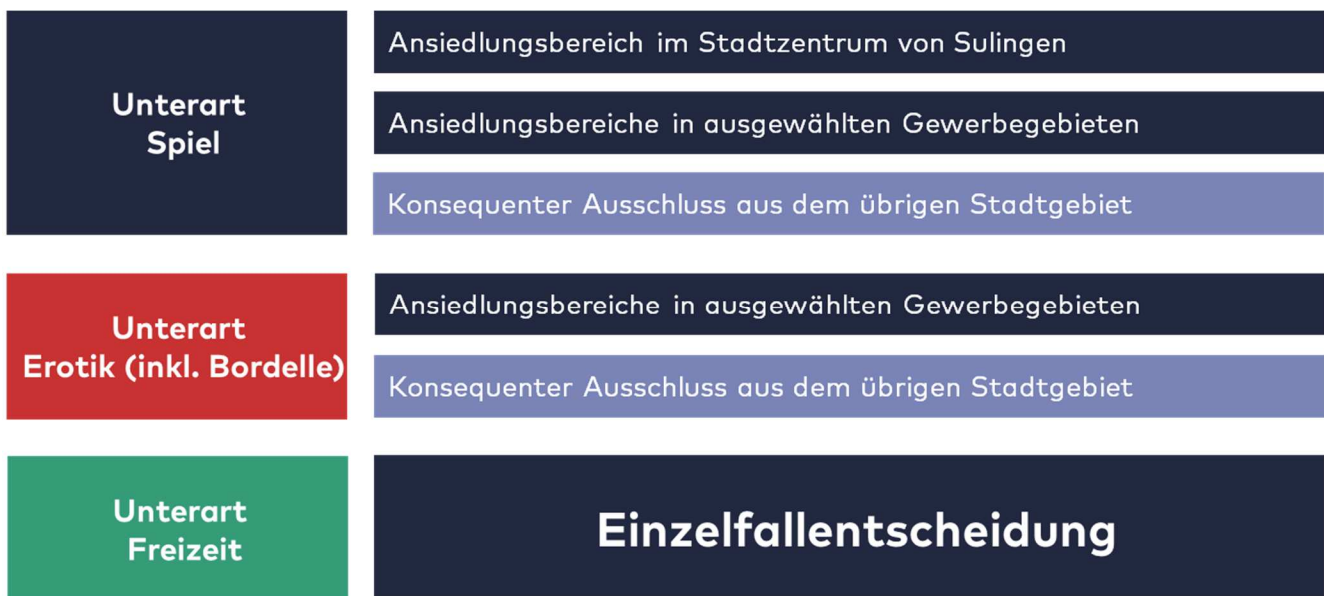 Unterart
Spiel
Ansiedlungsbereich im Stadtzentrum von Sulingen
Ansiedlungsbereiche in ausgewählten Gewerbegebieten
Konsequenter Ausschluss aus dem übrigen Stadtgebiet
Unterart
Erotik (inkl. Bordelle)
Ansiedlungsbereiche in ausgewählten Gewerbegebieten
Konsequenter Ausschluss aus dem übrigen Stadtgebiet
Unterart
Freizeit
Einzelfallentscheidung